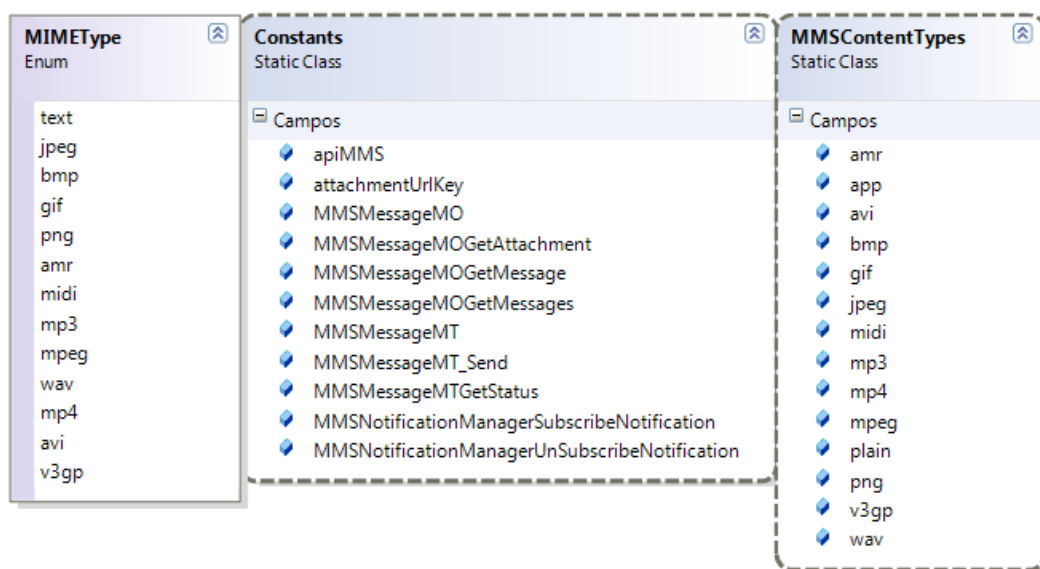 MIMEType
Enum
text
jpeg
bmp
gif
png
amr
midi
mp3
mpeg
wav
mp4
avi
v3gp
Constants
Static Class
Campos
apiMMS
attachmentUrlKey
MMSMessageMO
MMSMessageMOGetAttachment
MMSMessageMOGetMessage
MMSMessageMOGetMessages
MMSMessageMT
MMSMessageMT_Send
MMSMessageMTGetStatus
MMSNotificationManagerSubscribeNotification
MMSNotificationManagerUnSubscribeNotification
MMSContentTypes
Static Class
Campos
amr
app
avi
bmp
gif
jpeg
midi
mp3
mp4
mpeg
plain
png
v3gp
wav